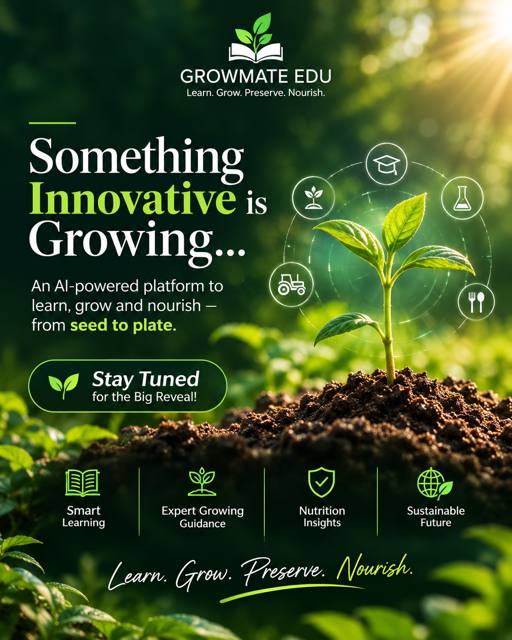 GROWMATE EDU
Learn. Grow. Preserve. Nourish.
Something
Innovative is
Growing...
An AI-powered platform to
learn, grow and nourish –
from seed to plate.
Stay Tuned
for the Big Reveal!
Smart
Learning
Expert Growing
Guidance
Nutrition
Insights
Sustainable
Future
Learn. Grow. Preserve. Nourish.